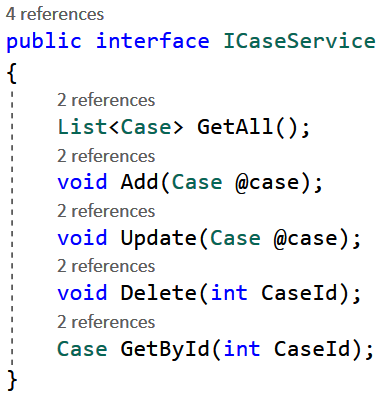 4 references
public interface ICaseService
{
2 references
List<Case> GetAll();
2 references
void Add(Case @case);
2 references
void Update(Case @case);
2 references
void Delete(int CaseId);
2 references
Case GetById(int CaseId);
}